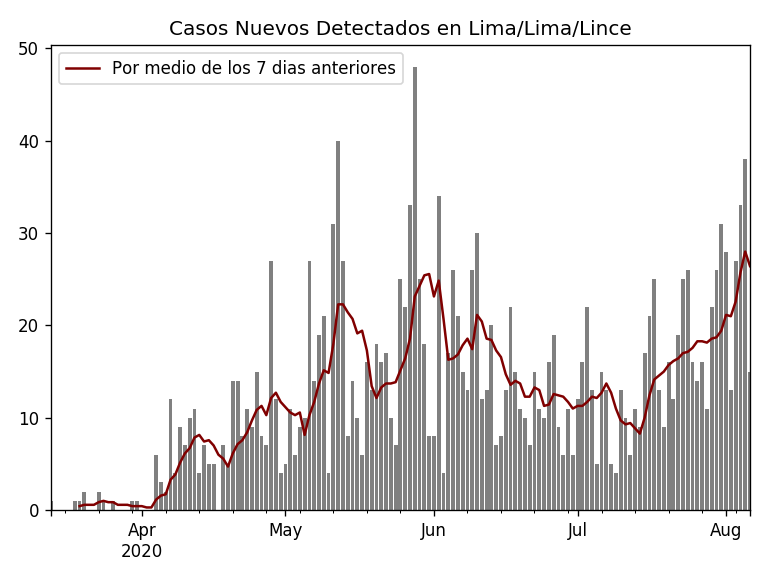 Casos Nuevos Detectados en Lima/Lima/Lince
Por medio de los 7 dias anteriores
50
40
30
20
10
0
Apr
2020
May
Jun
Jul
Aug